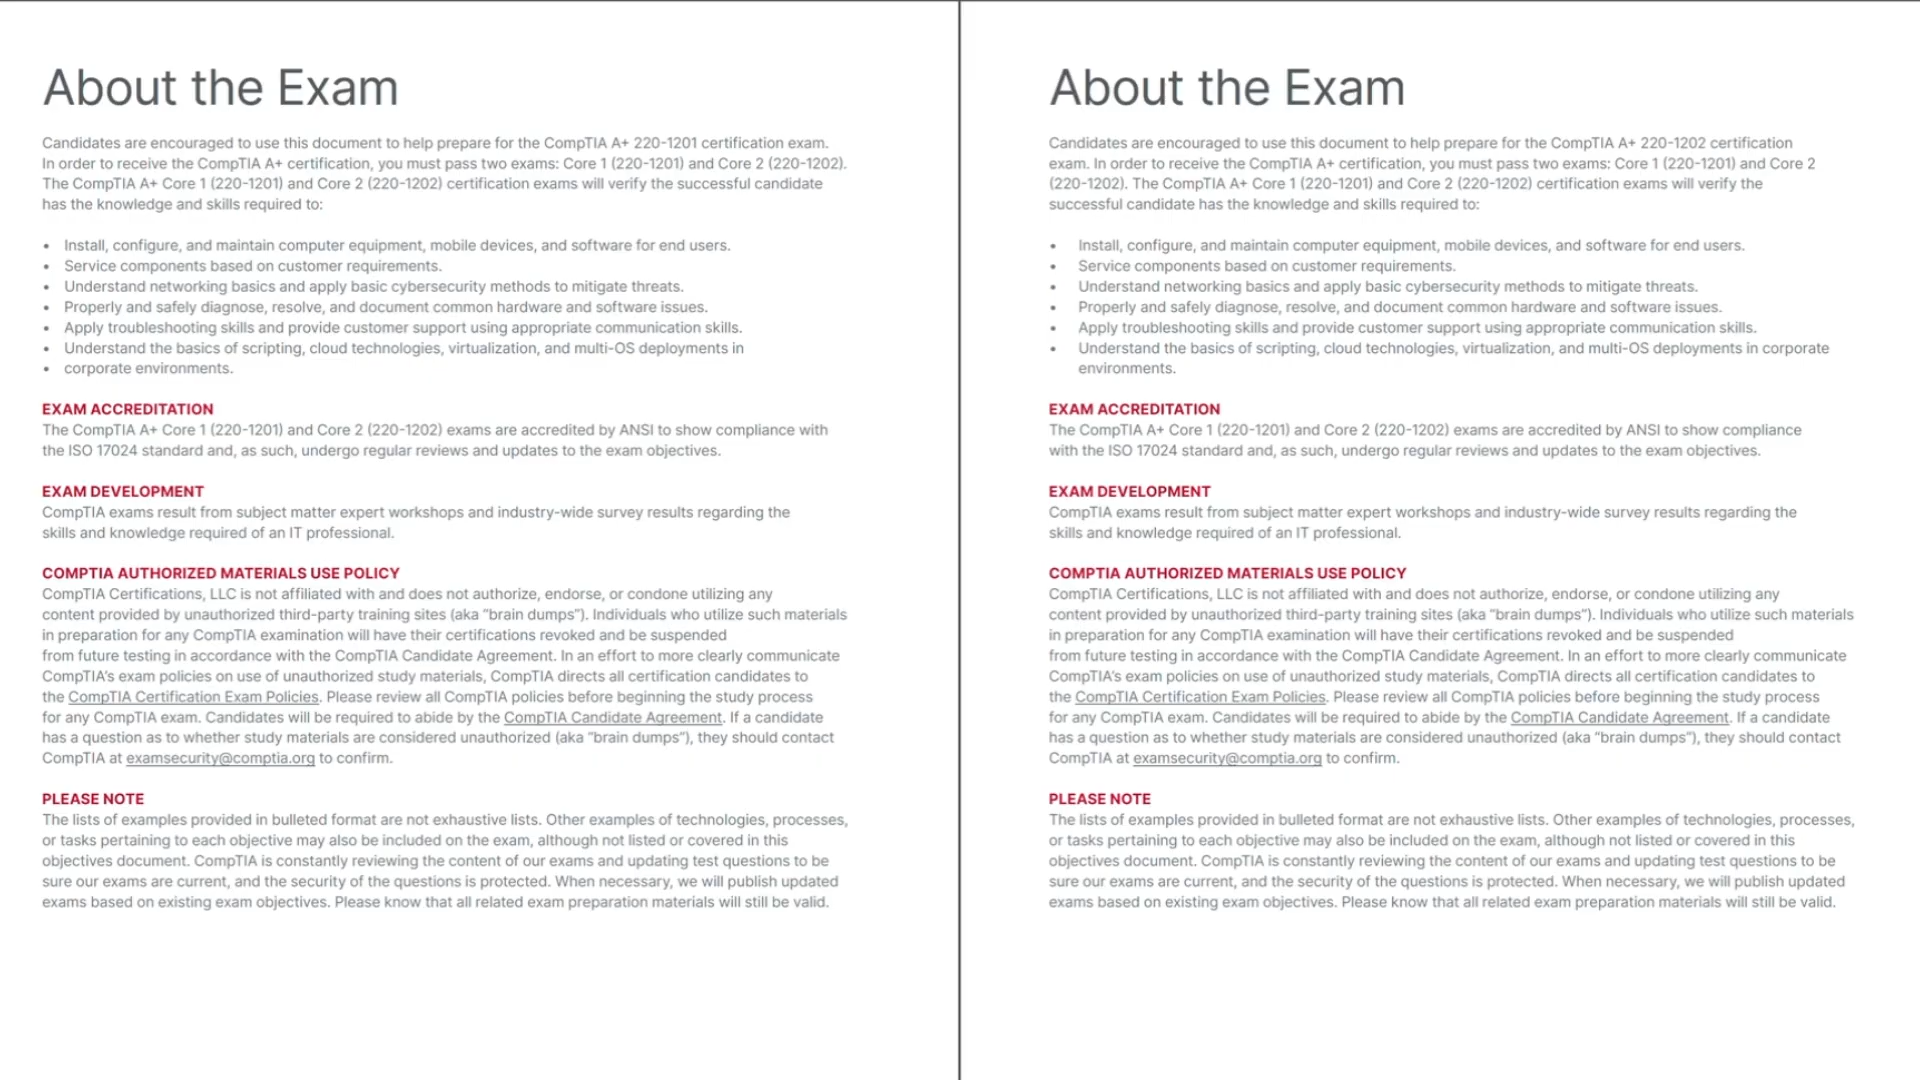 About the Exam
Candidates are encouraged to use this document to help prepare for the CompTIA A+ 220-1201 certification exam.
In order to receive the CompTIA A+ certification, you must pass two exams: Core 1 (220-1201) and Core 2 (220-1202).
The CompTIA A+ Core 1 (220-1201) and Core 2 (220-1202) certification exams will verify the successful candidate
has the knowledge and skills required to:
• Install, configure, and maintain computer equipment, mobile devices, and software for end users.
• Service components based on customer requirements.
• Understand networking basics and apply basic cybersecurity methods to mitigate threats.
• Properly and safely diagnose, resolve, and document common hardware and software issues.
• Apply troubleshooting skills and provide customer support using appropriate communication skills.
• Understand the basics of scripting, cloud technologies, virtualization, and multi-OS deployments in
• corporate environments.
EXAM ACCREDITATION
The CompTIA A+ Core 1 (220-1201) and Core 2 (220-1202) exams are accredited by ANSI to show compliance with
the ISO 17024 standard and, as such, undergo regular reviews and updates to the exam objectives.
EXAM DEVELOPMENT
CompTIA exams result from subject matter expert workshops and industry-wide survey results regarding the
skills and knowledge required of an IT professional.
COMPTIA AUTHORIZED MATERIALS USE POLICY
CompTIA Certifications, LLC is not affiliated with and does not authorize, endorse, or condone utilizing any
content provided by unauthorized third-party training sites (aka “brain dumps”). Individuals who utilize such materials
in preparation for any CompTIA examination will have their certifications revoked and be suspended
from future testing in accordance with the CompTIA Candidate Agreement. In an effort to more clearly communicate
CompTIA’s exam policies on use of unauthorized study materials, CompTIA directs all certification candidates to
the CompTIA Certification Exam Policies. Please review all CompTIA policies before beginning the study process
for any CompTIA exam. Candidates will be required to abide by the CompTIA Candidate Agreement. If a candidate
has a question as to whether study materials are considered unauthorized (aka “brain dumps”), they should contact
CompTIA at examsecurity@comptia.org to confirm.
PLEASE NOTE
The lists of examples provided in bulleted format are not exhaustive lists. Other examples of technologies, processes,
or tasks pertaining to each objective may also be included on the exam, although not listed or covered in this
objectives document. CompTIA is constantly reviewing the content of our exams and updating test questions to be
sure our exams are current, and the security of the questions is protected. When necessary, we will publish updated
exams based on existing exam objectives. Please know that all related exam preparation materials will still be valid.
About the Exam
Candidates are encouraged to use this document to help prepare for the CompTIA A+ 220-1202 certification
exam. In order to receive the CompTIA A+ certification, you must pass two exams: Core 1 (220-1201) and Core 2
(220-1202). The CompTIA A+ Core 1 (220-1201) and Core 2 (220-1202) certification exams will verify the
successful candidate has the knowledge and skills required to:
• Install, configure, and maintain computer equipment, mobile devices, and software for end users.
• Service components based on customer requirements.
• Understand networking basics and apply basic cybersecurity methods to mitigate threats.
• Properly and safely diagnose, resolve, and document common hardware and software issues.
• Apply troubleshooting skills and provide customer support using appropriate communication skills.
• Understand the basics of scripting, cloud technologies, virtualization, and multi-OS deployments in corporate
environments.
EXAM ACCREDITATION
The CompTIA A+ Core 1 (220-1201) and Core 2 (220-1202) exams are accredited by ANSI to show compliance
with the ISO 17024 standard and, as such, undergo regular reviews and updates to the exam objectives.
EXAM DEVELOPMENT
CompTIA exams result from subject matter expert workshops and industry-wide survey results regarding the
skills and knowledge required of an IT professional.
COMPTIA AUTHORIZED MATERIALS USE POLICY
CompTIA Certifications, LLC is not affiliated with and does not authorize, endorse, or condone utilizing any
content provided by unauthorized third-party training sites (aka “brain dumps”). Individuals who utilize such materials
in preparation for any CompTIA examination will have their certifications revoked and be suspended
from future testing in accordance with the CompTIA Candidate Agreement. In an effort to more clearly communicate
CompTIA’s exam policies on use of unauthorized study materials, CompTIA directs all certification candidates to
the CompTIA Certification Exam Policies. Please review all CompTIA policies before beginning the study process
for any CompTIA exam. Candidates will be required to abide by the CompTIA Candidate Agreement. If a candidate
has a question as to whether study materials are considered unauthorized (aka “brain dumps”), they should contact
CompTIA at examsecurity@comptia.org to confirm.
PLEASE NOTE
The lists of examples provided in bulleted format are not exhaustive lists. Other examples of technologies, processes,
or tasks pertaining to each objective may also be included on the exam, although not listed or covered in this
objectives document. CompTIA is constantly reviewing the content of our exams and updating test questions to be
sure our exams are current, and the security of the questions is protected. When necessary, we will publish updated
exams based on existing exam objectives. Please know that all related exam preparation materials will still be valid.